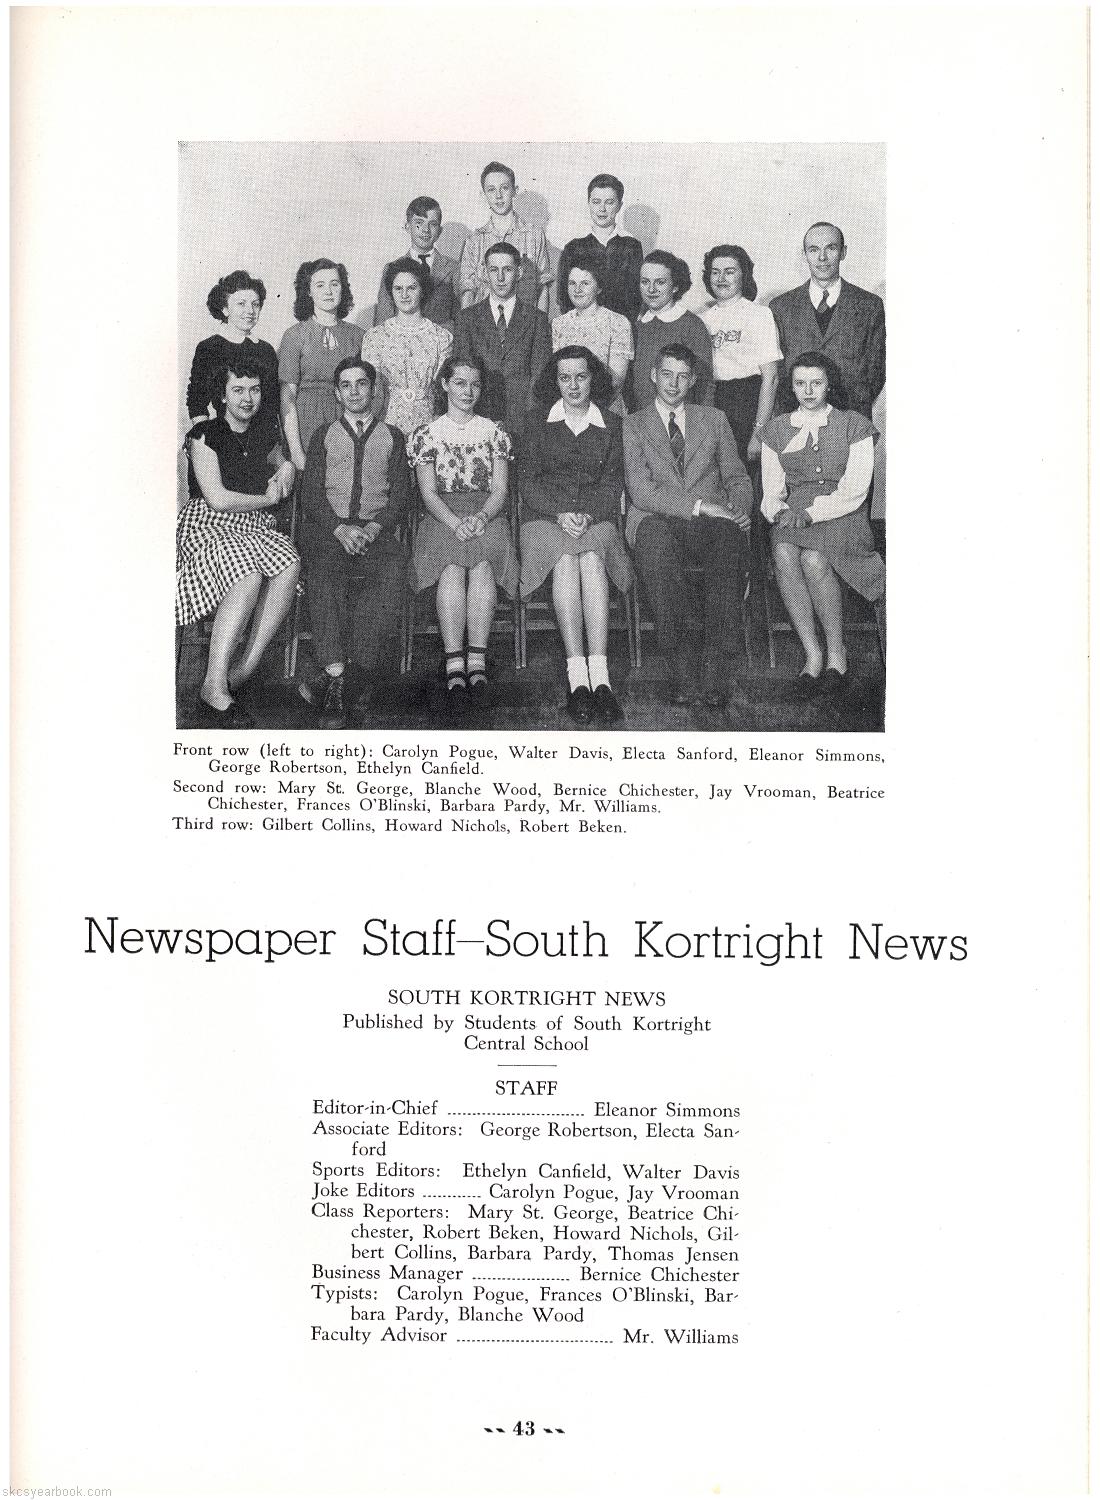 Front row (left to right): Carolyn Pogue, Walter Davis, Electa Sanford, Eleanor Simmons,
George Robertson, Ethelyn Canfield.
Second row: Mary St. George, Blanche Wood, Bernice Chichester, Jay Vrooman, Beatrice
Chichester, Frances O'Blinski, Barbara Pardy, Mr. Williams.
Third row: Gilbert Collins, Howard Nichols, Robert Beken.
Newspaper Staff—South Kortright News
SOUTH KORTRIGHT NEWS
Published by Students of South Kortright
Central School
STAFF
Editor-in-Chief ............................ Eleanor Simmons
Associate Editors: George Robertson, Electa San-
ford
Sports Editors: Ethelyn Canfield, Walter Davis
Joke Editors ............ Carolyn Pogue, Jay Vrooman
Class Reporters: Mary St. George, Beatrice Chi-
chester, Robert Beken, Howard Nichols, Gil-
bert Collins, Barbara Pardy, Thomas Jensen
Business Manager .................... Bernice Chichester
Typists: Carolyn Pogue, Frances O'Blinski, Bar-
bara Pardy, Blanche Wood
Faculty Advisor ................................ Mr. Williams
43
skcsyearbook.com